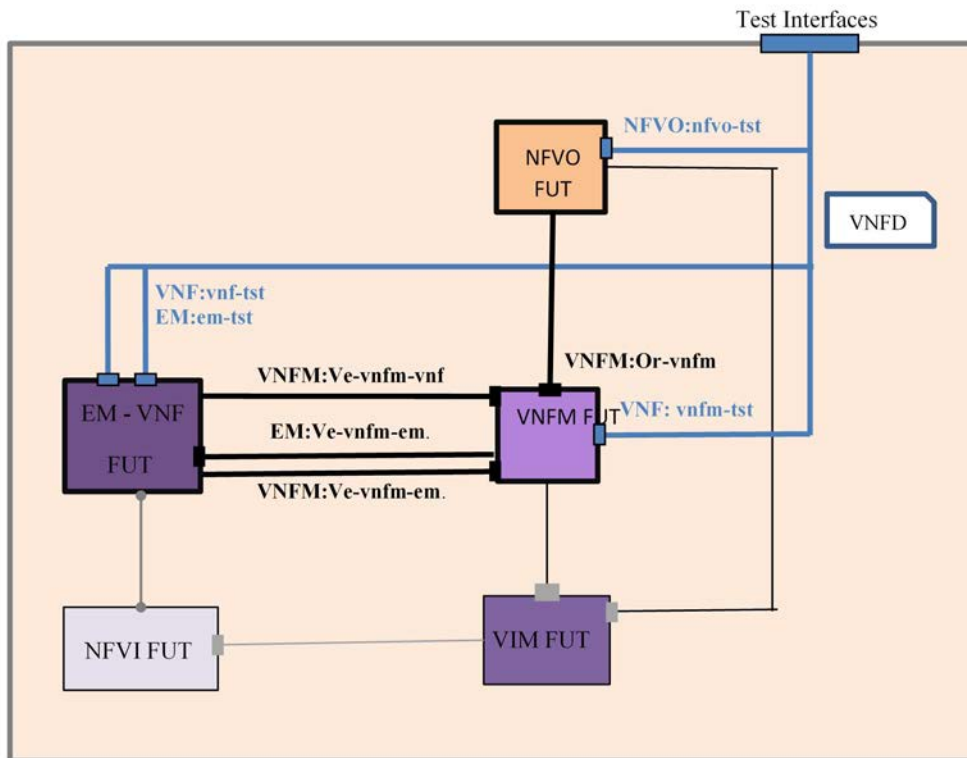 Test Interfaces
NFVO:nfvo-tst
NFVO
FUT
VNFD
VNF:vnf-tst
EM:em-tst
VNFM:Or-vnfm
VNFM:Ve-vnfm-vnf
EM - VNF
FUT
VNFM FUT
VNF: vnfm-tst
EM:Ve-vnfm-em.
VNFM:Ve-vnfm-em.
NFVI FUT
VIM FUT